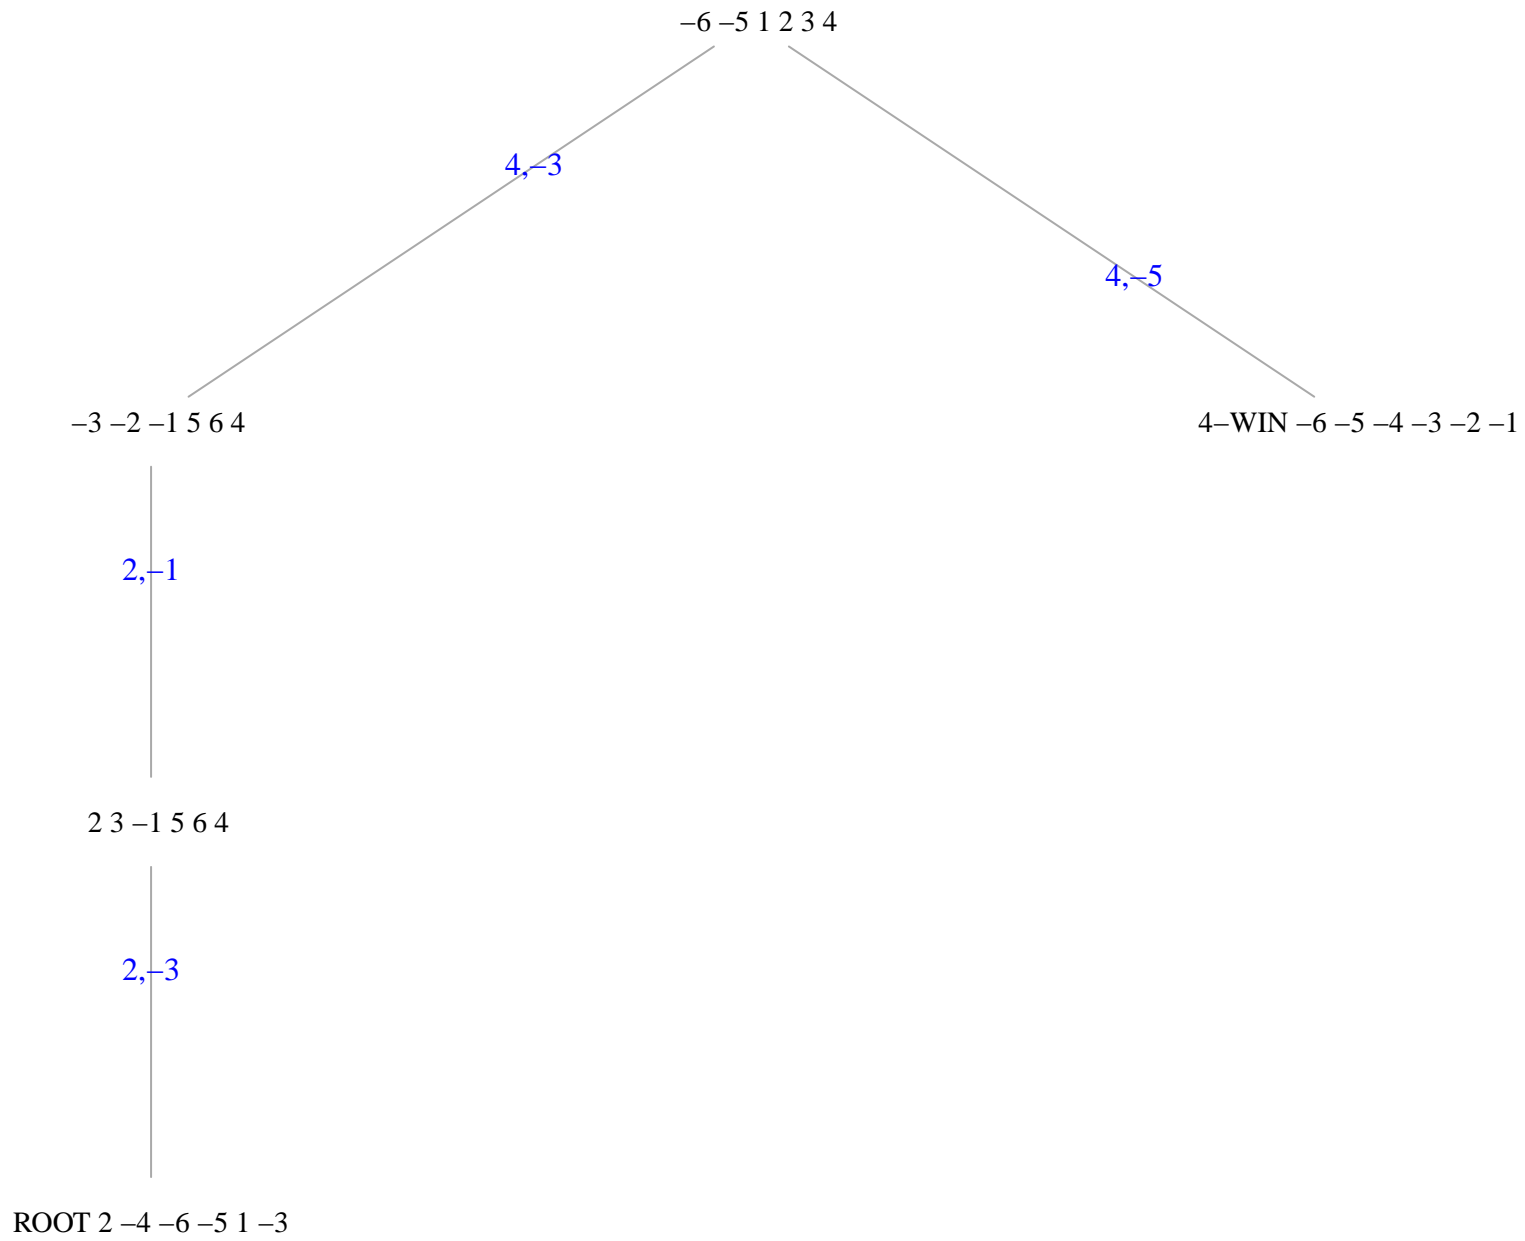 –6 –5 1 2 3 4
4,–3
4,–5
–3 –2 –1 5 6 4
4–WIN –6 –5 –4 –3 –2 –1
2,–1
2 3 –1 5 6 4
2,–3
ROOT 2 –4 –6 –5 1 –3